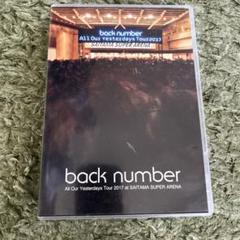 back number
All Our Yesterdays Tour 2017
SAITAMA SUPER ARENA
back number
All Our Yesterdays Tour 2017 at SAITAMA SUPER ARENA